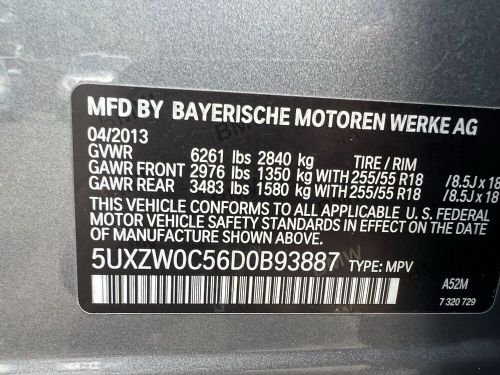 MFD BY BAYERISCHE MOTOREN WERKE AG
04/2013
GVWR 6261 lbs 2840 kg TIRE / RIM
GAWR FRONT 2976 lbs 1350 kg WITH 255/55 R18 /8.5J x 18
GAWR REAR 3483 lbs 1580 kg WITH 255/55 R18 /8.5J x 18
THIS VEHICLE CONFORMS TO ALL APPLICABLE U.S. FEDERAL
MOTOR VEHICLE SAFETY STANDARDS IN EFFECT ON THE DATE
OF MANUFACTURE SHOWN ABOVE.
5UXZW0C56D0B93887 TYPE: MPV
A52M
7 320 729